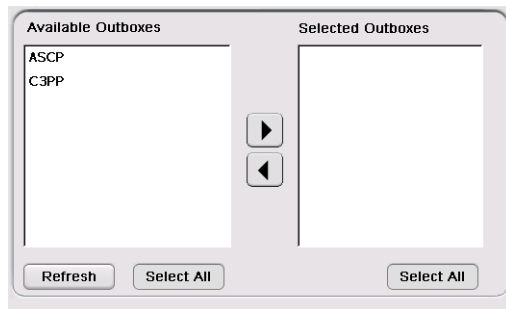 Available Outboxes
Selected Outboxes
ASCP
C3PP
Refresh
Select All
Select All